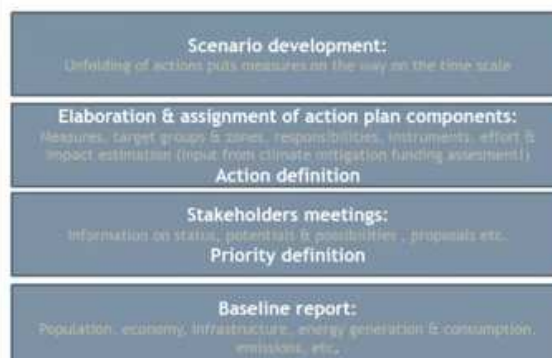 Scenario development:
Unfolding of actions puts measures on the way on the time scale
Elaboration & assignment of action plan components:
Measures, target groups & zones, responsibilities, instruments, effort &
impact estimation (input from climate mitigation funding assesment!)
Action definition
Stakeholders meetings:
Information on status, potentials & possibilities , proposals etc.
Priority definition
Baseline report:
Population, economy, infrastructure, energy generation & consumption,
emissions, etc.